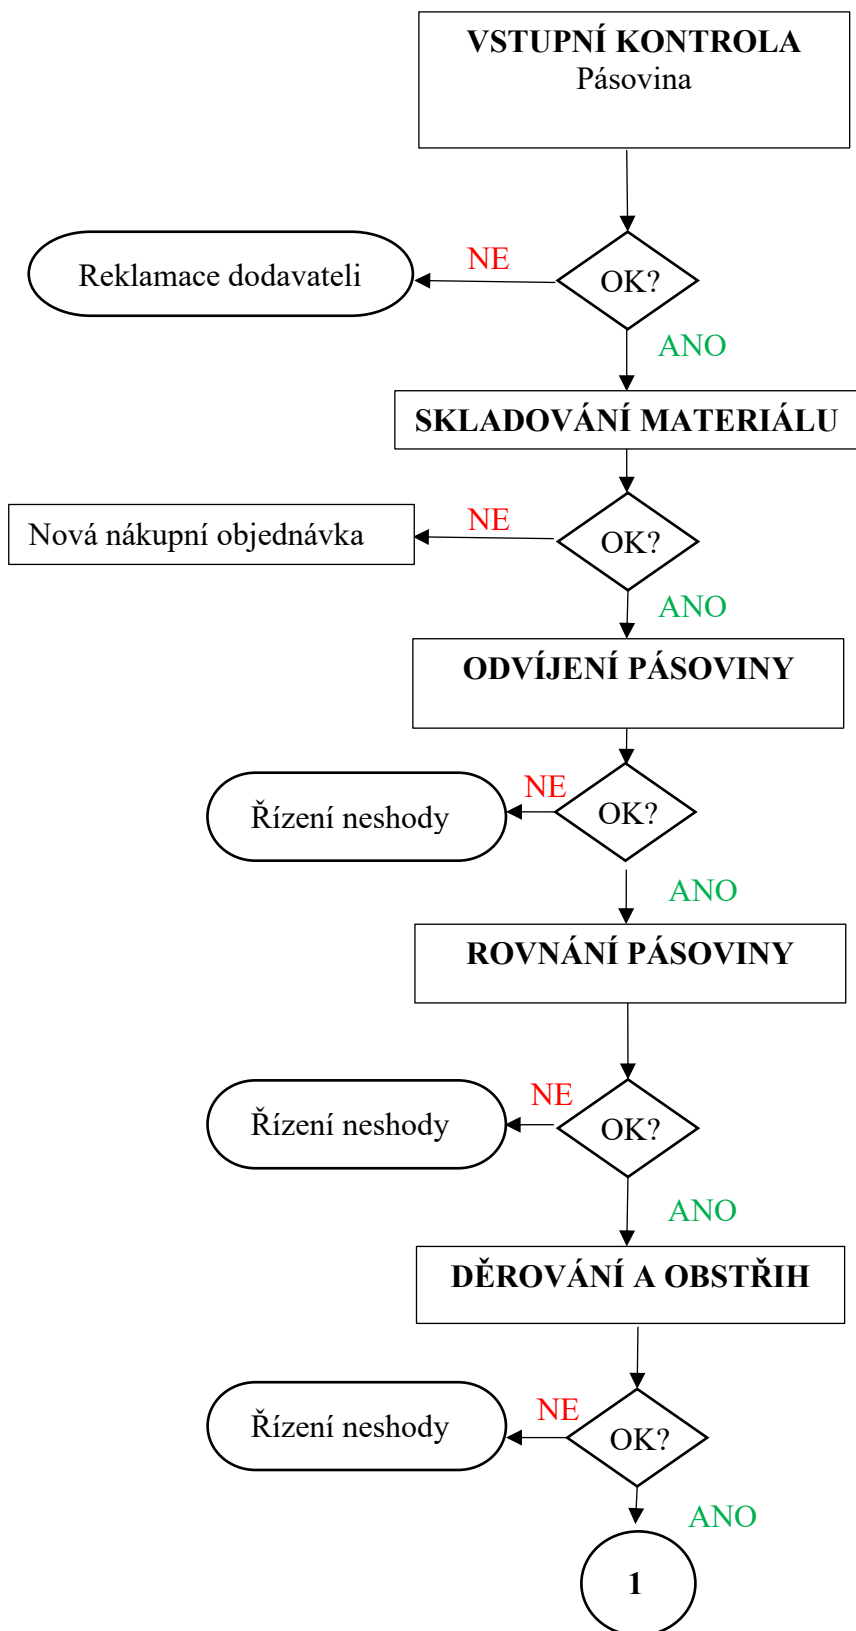 VSTUPNÍ KONTROLA
Pásovina
Reklamace dodavateli
NE
OK?
ANO
SKLADOVÁNÍ MATERIÁLU
Nová nákupní objednávka
NE
OK?
ANO
ODVÍJENÍ PÁSOVINY
Řízení neshody
NE
OK?
ANO
ROVNÁNÍ PÁSOVINY
Řízení neshody
NE
OK?
ANO
DĚROVÁNÍ A OBSTŘIH
Řízení neshody
NE
OK?
ANO
1